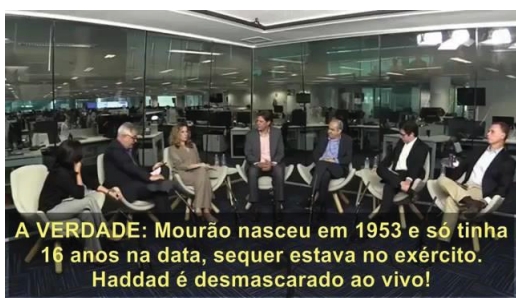 A VERDADE: Mourão nasceu em 1953 e só tinha
16 anos na data, sequer estava no exército.
Haddad é desmascarado ao vivo!